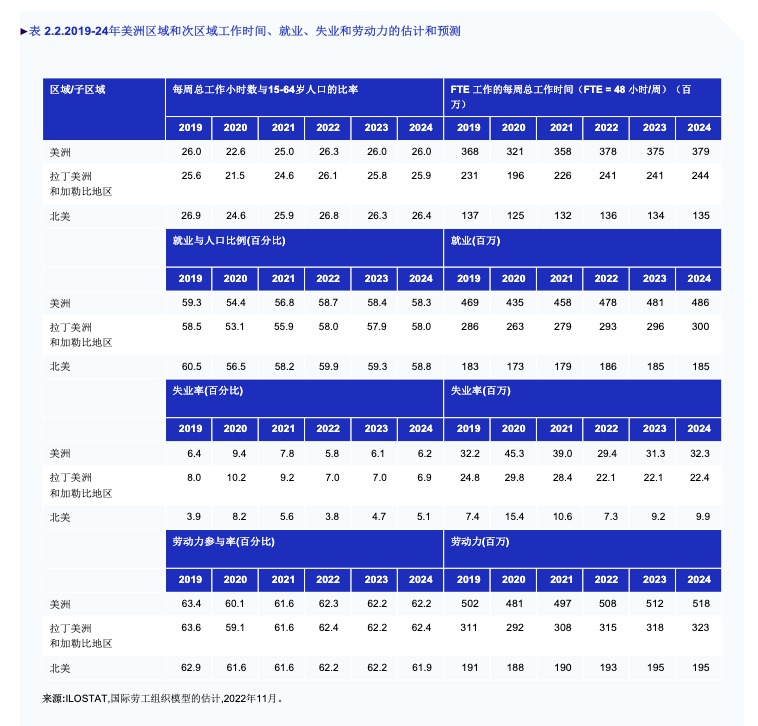 ▶表 2.2.2019-24年美洲区域和次区域工作时间、就业、失业和劳动力的估计和预测
区域/子区域 每周总工作小时数与15-64岁人口的比率 FTE 工作的每周总工作时间（FTE = 48 小时/周）（百
万）
2019 2020 2021 2022 2023 2024 2019 2020 2021 2022 2023 2024
美洲 26.0 22.6 25.0 26.3 26.0 26.0 368 321 358 378 375 379
拉丁美洲 25.6 21.5 24.6 26.1 25.8 25.9 231 196 226 241 241 244
和加勒比地区
北美 26.9 24.6 25.9 26.8 26.3 26.4 137 125 132 136 134 135
就业与人口比例(百分比) 就业(百万)
2019 2020 2021 2022 2023 2024 2019 2020 2021 2022 2023 2024
美洲 59.3 54.4 56.8 58.7 58.4 58.3 469 435 458 478 481 486
拉丁美洲 58.5 53.1 55.9 58.0 57.9 58.0 286 263 279 293 296 300
和加勒比地区
北美 60.5 56.5 58.2 59.9 59.3 58.8 183 173 179 186 185 185
失业率(百分比) 失业率(百万)
2019 2020 2021 2022 2023 2024 2019 2020 2021 2022 2023 2024
美洲 6.4 9.4 7.8 5.8 6.1 6.2 32.2 45.3 39.0 29.4 31.3 32.3
拉丁美洲 8.0 10.2 9.2 7.0 7.0 6.9 24.8 29.8 28.4 22.1 22.1 22.4
和加勒比地区
北美 3.9 8.2 5.6 3.8 4.7 5.1 7.4 15.4 10.6 7.3 9.2 9.9
劳动力参与率(百分比) 劳动力(百万)
2019 2020 2021 2022 2023 2024 2019 2020 2021 2022 2023 2024
美洲 63.4 60.1 61.6 62.3 62.2 62.2 502 481 497 508 512 518
拉丁美洲 63.6 59.1 61.6 62.4 62.2 62.4 311 292 308 315 318 323
和加勒比地区
北美 62.9 61.6 61.6 62.2 62.2 61.9 191 188 190 193 195 195
来源:ILOSTAT,国际劳工组织模型的估计,2022年11月。